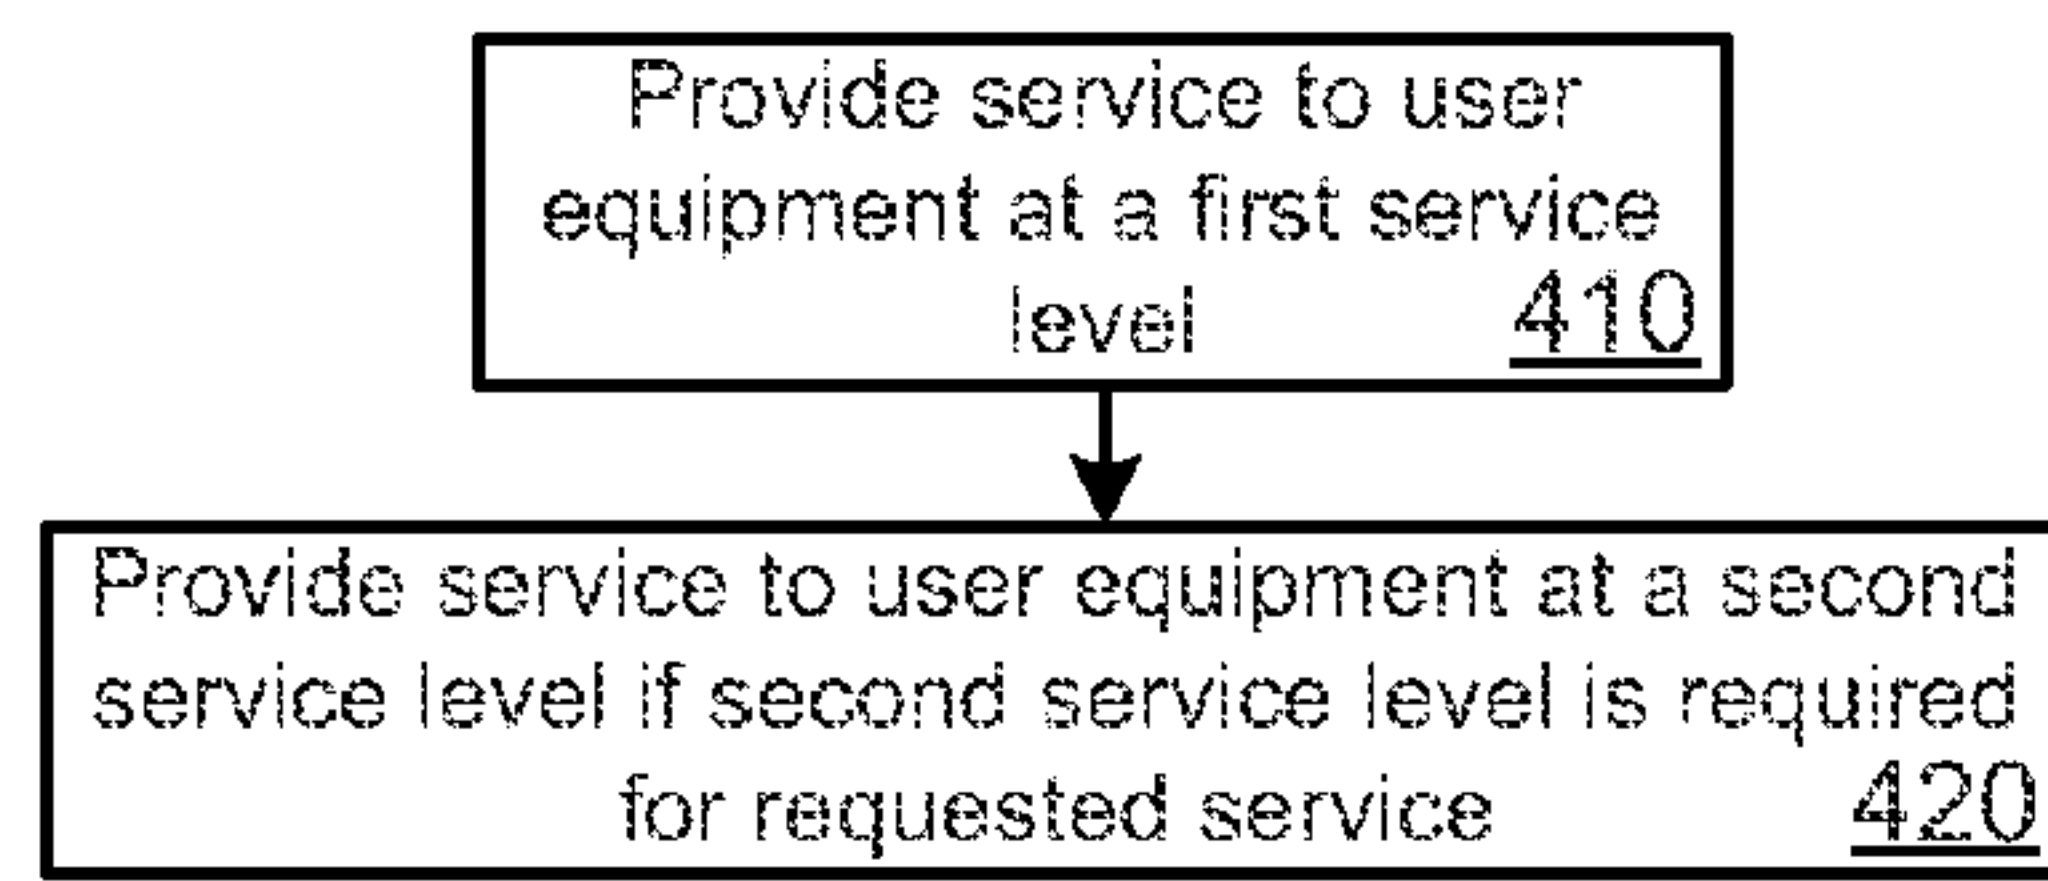 Provide service to user
equipment at a first service
level 410
Provide service to user equipment at a second
service level if second service level is required
for requested service 420